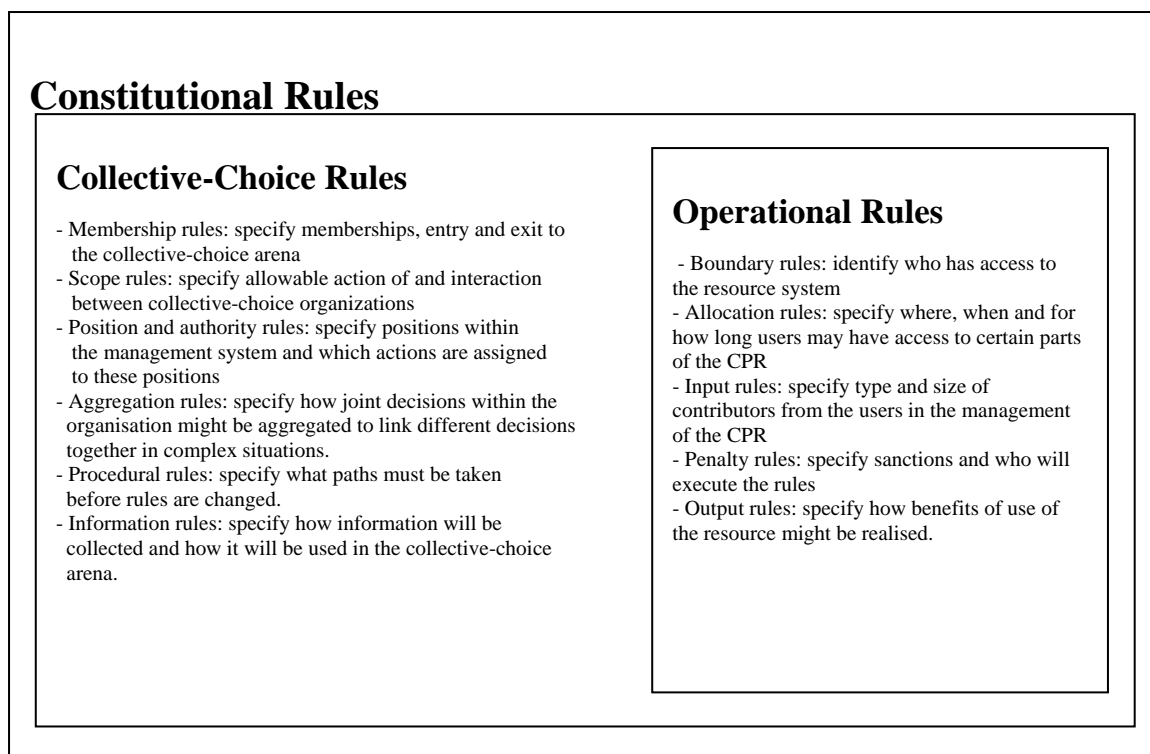 Constitutional Rules
Collective-Choice Rules
- Membership rules: specify memberships, entry and exit to
the collective-choice arena
- Scope rules: specify allowable action of and interaction
between collective-choice organizations
- Position and authority rules: specify positions within
the management system and which actions are assigned
to these positions
- Aggregation rules: specify how joint decisions within the
organisation might be aggregated to link different decisions
together in complex situations.
- Procedural rules: specify what paths must be taken
before rules are changed.
- Information rules: specify how information will be
collected and how it will be used in the collective-choice
arena.
Operational Rules
- Boundary rules: identify who has access to
the resource system
- Allocation rules: specify where, when and for
how long users may have access to certain parts
of the CPR
- Input rules: specify type and size of
contributors from the users in the management
of the CPR
- Penalty rules: specify sanctions and who will
execute the rules
- Output rules: specify how benefits of use of
the resource might be realised.